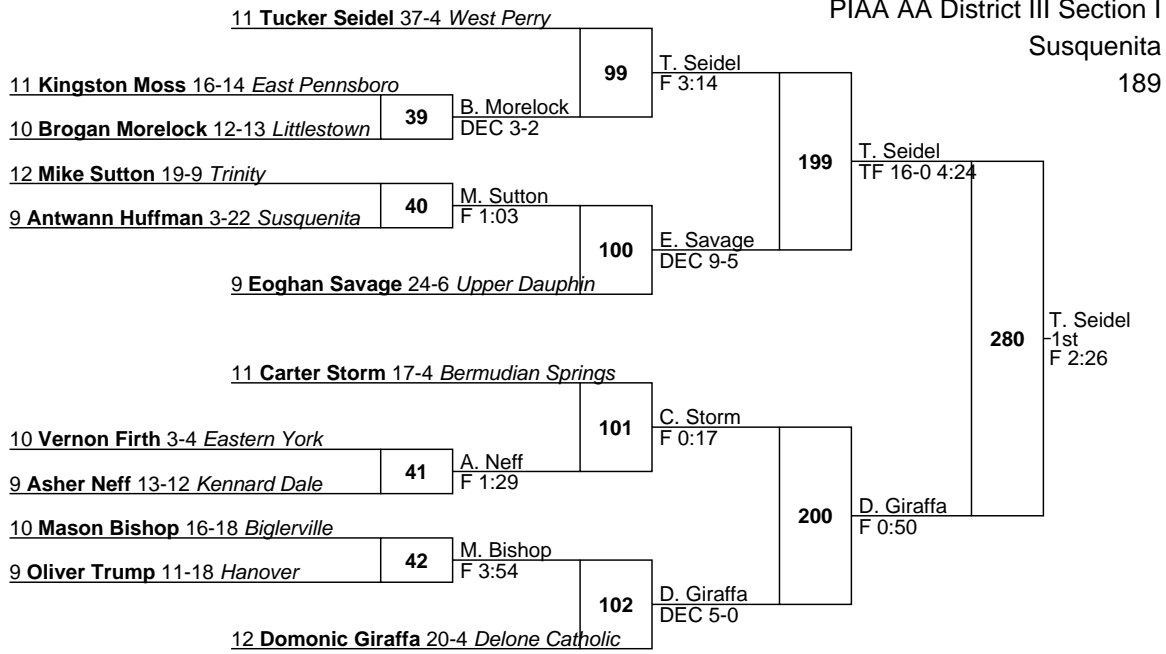 PIAA AA District III Section I
Susquenita
189
11 Tucker Seidel 37-4 West Perry
99
T. Seidel
F 3:14
11 Kingston Moss 16-14 East Pennsboro
39
B. Morelock
DEC 3-2
10 Brogan Morelock 12-13 Littlestown
199
T. Seidel
TF 16-0 4:24
12 Mike Sutton 19-9 Trinity
40
M. Sutton
F 1:03
9 Antwann Huffman 3-22 Susquenita
100
E. Savage
DEC 9-5
9 Eoghan Savage 24-6 Upper Dauphin
280
T. Seidel
1st
F 2:26
11 Carter Storm 17-4 Bermudian Springs
101
C. Storm
F 0:17
10 Vernon Firth 3-4 Eastern York
41
A. Neff
F 1:29
9 Asher Neff 13-12 Kennard Dale
200
D. Giraffa
F 0:50
10 Mason Bishop 16-18 Biglerville
42
M. Bishop
F 3:54
9 Oliver Trump 11-18 Hanover
102
D. Giraffa
DEC 5-0
12 Domonic Giraffa 20-4 Delone Catholic